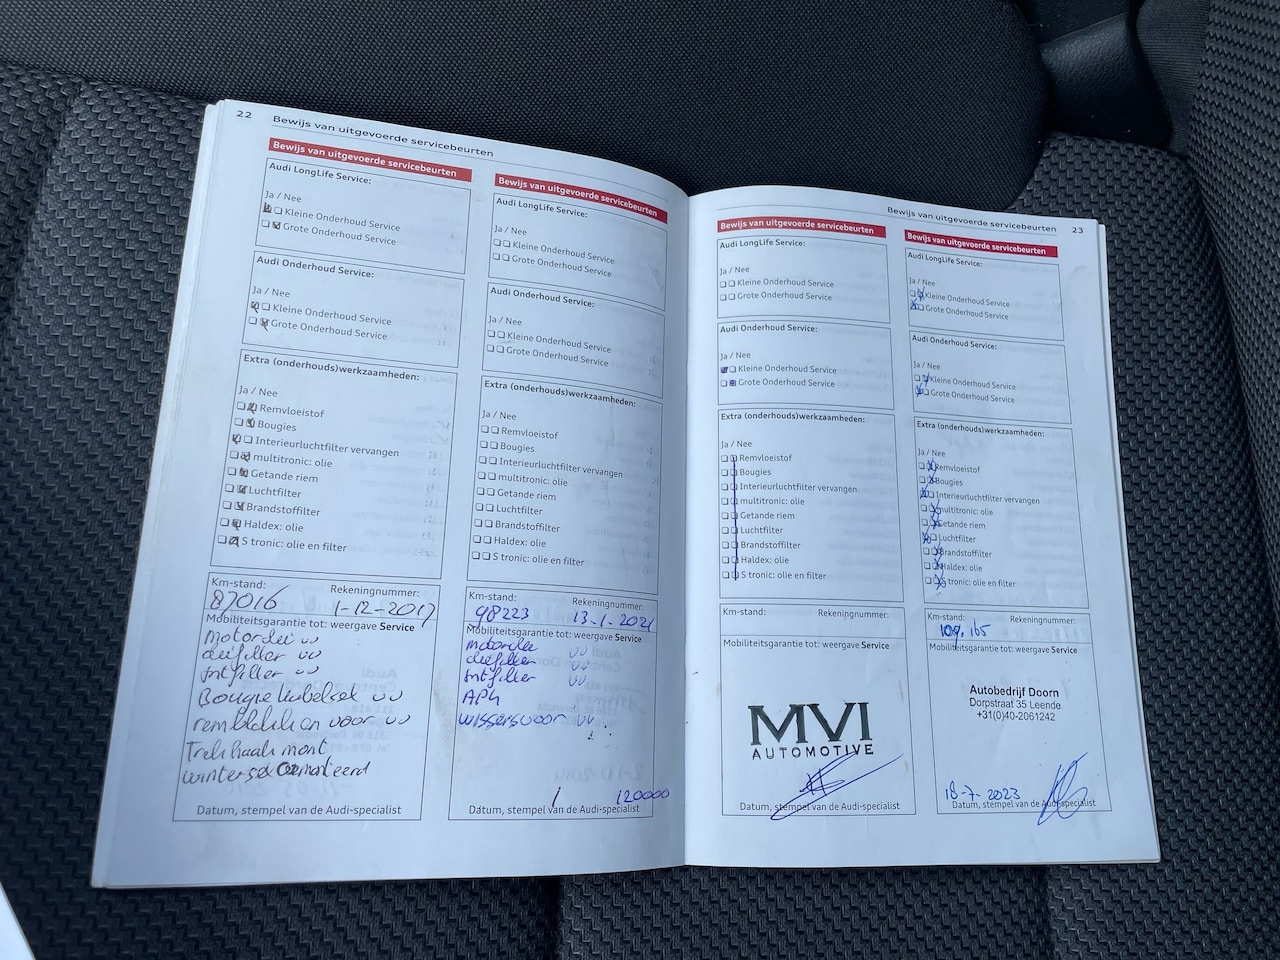 22
Bewijs van uitgevoerde servicebeurten
Bewijs van uitgevoerde servicebeurten
Audi LongLife Service:
Ja / Nee
Kleine Onderhoud Service
Grote Onderhoud Service
Audi Onderhoud Service:
Ja / Nee
Kleine Onderhoud Service
Grote Onderhoud Service
Extra (onderhouds)werkzaamheden:
Ja / Nee
Remvloeistof
Bougies
Interieurluchtfilter vervangen
multitronic: olie
Getande riem
Luchtfilter
Brandstoffilter
Haldex: olie
S tronic: olie en filter
Km-stand:
Rekeningnummer:
87016
1-12-2017
Mobiliteitsgarantie tot: weergave Service
motorolie
oliefilter
intfilter
remblokken voor
Trekhaak mont
Datum, stempel van de Audi-specialist
Bewijs van uitgevoerde servicebeurten
Audi LongLife Service:
Ja / Nee
Kleine Onderhoud Service
Grote Onderhoud Service
Audi Onderhoud Service:
Ja / Nee
Kleine Onderhoud Service
Grote Onderhoud Service
Extra (onderhouds)werkzaamheden:
Ja / Nee
Remvloeistof
Bougies
Interieurluchtfilter vervangen
multitronic: olie
Getande riem
Luchtfilter
Brandstoffilter
Haldex: olie
S tronic: olie en filter
Km-stand:
Rekeningnummer:
98223
13-1-2021
Mobiliteitsgarantie tot: weergave Service
motorolie
oliefilter
intfilter
APK
wissers voor
120000
Datum, stempel van de Audi-specialist
Bewijs van uitgevoerde servicebeurten
23
Bewijs van uitgevoerde servicebeurten
Audi LongLife Service:
Ja / Nee
Kleine Onderhoud Service
Grote Onderhoud Service
Audi Onderhoud Service:
Ja / Nee
Kleine Onderhoud Service
Grote Onderhoud Service
Extra (onderhouds)werkzaamheden:
Ja / Nee
Remvloeistof
Bougies
Interieurluchtfilter vervangen
multitronic: olie
Getande riem
Luchtfilter
Brandstoffilter
Haldex: olie
S tronic: olie en filter
Km-stand:
Rekeningnummer:
Mobiliteitsgarantie tot: weergave Service
MVI
AUTOMOTIVE
Datum, stempel van de Audi-specialist
Bewijs van uitgevoerde servicebeurten
Audi LongLife Service:
Ja / Nee
Kleine Onderhoud Service
Grote Onderhoud Service
Audi Onderhoud Service:
Ja / Nee
Kleine Onderhoud Service
Grote Onderhoud Service
Extra (onderhouds)werkzaamheden:
Ja / Nee
Remvloeistof
Bougies
Interieurluchtfilter vervangen
multitronic: olie
Getande riem
Luchtfilter
Brandstoffilter
Haldex: olie
S tronic: olie en filter
Km-stand:
Rekeningnummer:
109.165
Mobiliteitsgarantie tot: weergave Service
Autobedrijf Doorn
Dorpstraat 35 Leende
+31(0)40-2061242
18-7-2023
Datum, stempel van de Audi-specialist